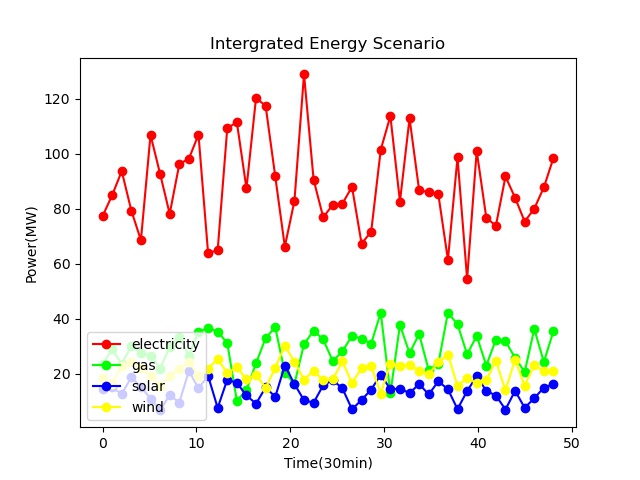 Intergrated Energy Scenario
Power(MW)
120
100
80
60
40
20
electricity
gas
solar
wind
0
10
20
30
40
50
Time(30min)